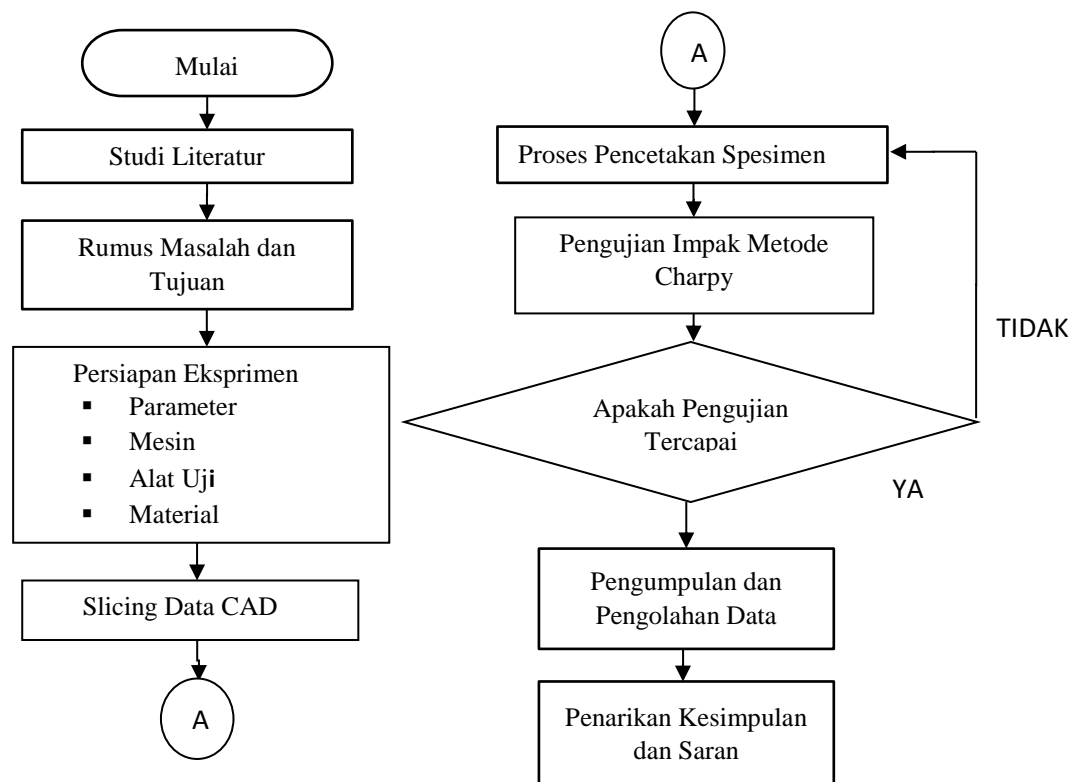 Mulai
Studi Literatur
Rumus Masalah dan
Tujuan
Persiapan Eksprimen
▪ Parameter
▪ Mesin
▪ Alat Uji
▪ Material
Slicing Data CAD
A
A
Proses Pencetakan Spesimen
Pengujian Impak Metode
Charpy
TIDAK
Apakah Pengujian
Tercapai
YA
Pengumpulan dan
Pengolahan Data
Penarikan Kesimpulan
dan Saran